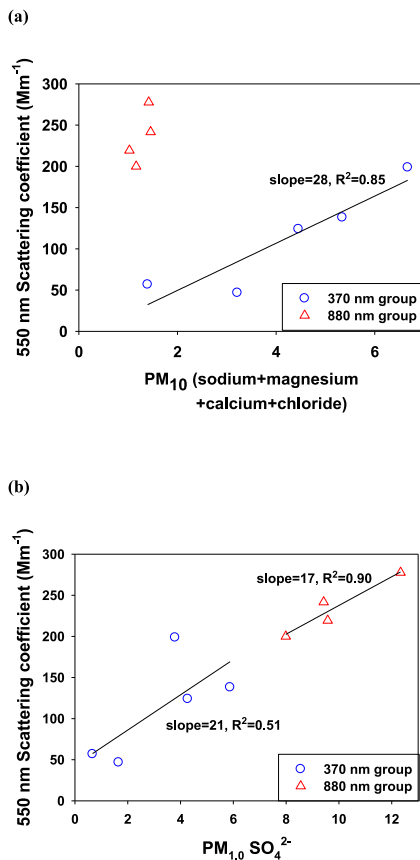 (a)
550 nm Scattering coefficient (Mm⁻¹)
300
250
200
150
100
50
0
slope=28, R²=0.85
370 nm group
880 nm group
0 2 4 6
PM₁₀ (sodium+magnesium
+calcium+chloride)
(b)
550 nm Scattering coefficient (Mm⁻¹)
300
250
200
150
100
50
0
slope=17, R²=0.90
slope=21, R²=0.51
370 nm group
880 nm group
0 2 4 6 8 10 12
PM₁.₀ SO₄²⁻